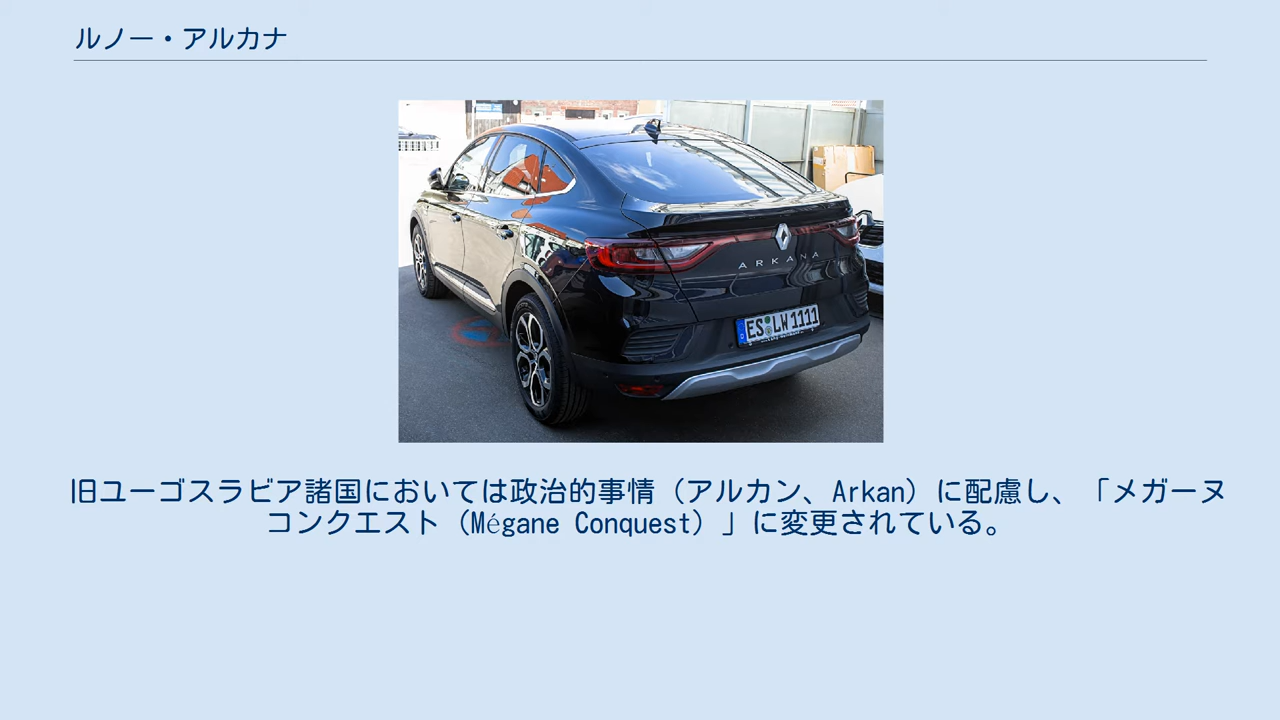 ルノー・アルカナ
ARKANA
ES LW 1111
旧ユーゴスラビア諸国においては政治的事情（アルカン、Arkan）に配慮し、「メガーヌ
コンクエスト（Mégane Conquest）」に変更されている。